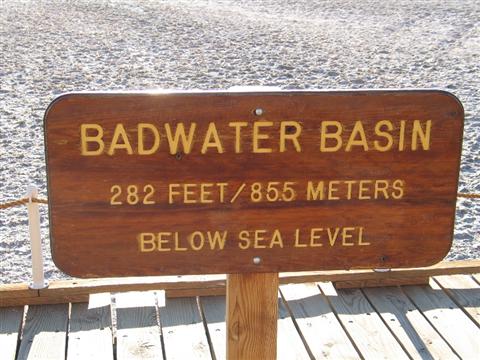 BADWATER BASIN
282 FEET/85.5 METERS
BELOW SEA LEVEL